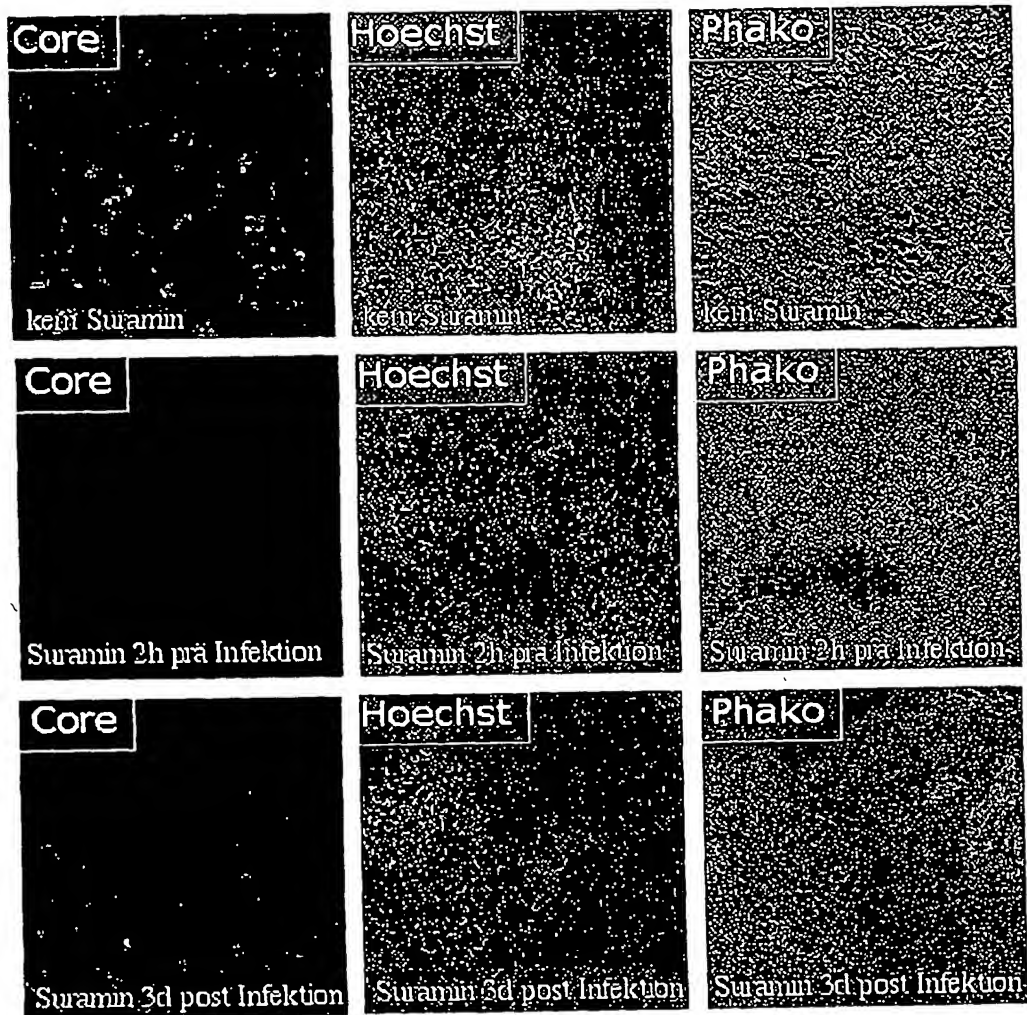 Core
Hoechst
Phako
kein Suramin
kein Suramin
kein Suramin
Core
Hoechst
Phako
Suramin 2h prä Infektion
Suramin 2h prä Infektion
Suramin 2h prä Infektion
Core
Hoechst
Phako
Suramin 3d post Infektion
Suramin 3d post Infektion
Suramin 3d post Infektion